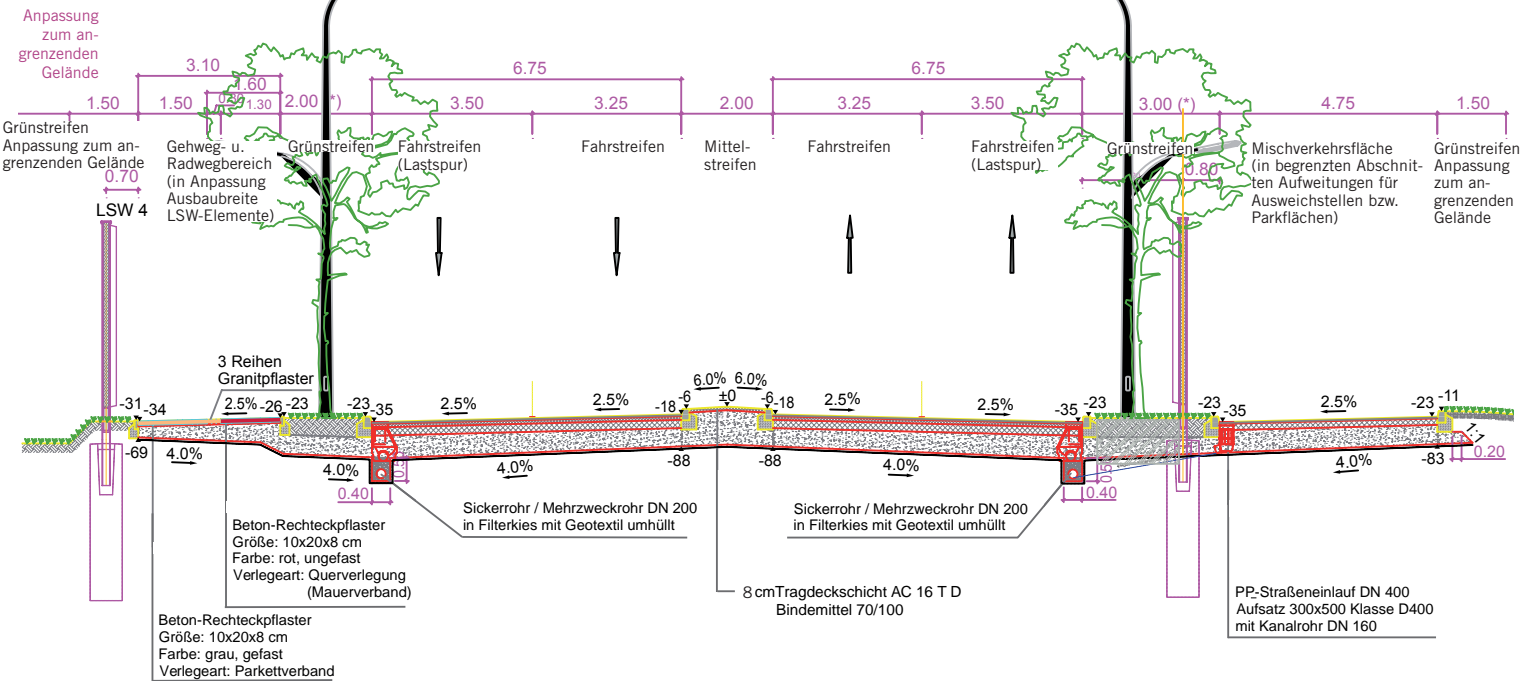 Anpassung
zum an-
grenzenden
Gelände
3.10
1.60
6.75
6.75
1.50
1.50
1.30
2.00 *)
3.50
3.25
2.00
3.25
3.50
3.00 (*)
4.75
1.50
Grünstreifen
Anpassung zum an-
grenzenden Gelände
Gehweg- u.
Radwegbereich
(in Anpassung
Ausbaubreite
LSW-Elemente)
Grünstreifen
Fahrstreifen
(Lastspur)
Fahrstreifen
Mittel-
streifen
Fahrstreifen
Fahrstreifen
(Lastspur)
Grünstreifen
Mischverkehrsfläche
(in begrenzten Abschnit-
ten Aufweitungen für
Ausweichstellen bzw.
Parkflächen)
Grünstreifen
Anpassung
zum an-
grenzenden
Gelände
0.70
0.80
LSW 4
3 Reihen
Granitpflaster
-31
-34
2.5%
-26
-23
-23
-35
2.5%
2.5%
-18
-6
6.0%
±0
6.0%
-6
-18
2.5%
2.5%
-35
-23
-23
-35
2.5%
-23
-11
-69
4.0%
4.0%
4.0%
-88
-88
4.0%
4.0%
-83
1:1
0.20
0.40
0.40
Sickerrohr / Mehrzweckrohr DN 200
in Filterkies mit Geotextil umhüllt
Sickerrohr / Mehrzweckrohr DN 200
in Filterkies mit Geotextil umhüllt
Beton-Rechteckpflaster
Größe: 10x20x8 cm
Farbe: rot, ungefast
Verlegeart: Querverlegung
(Mauerverband)
8 cmTragdeckschicht AC 16 T D
Bindemittel 70/100
PP-Straßeneinlauf DN 400
Aufsatz 300x500 Klasse D400
mit Kanalrohr DN 160
Beton-Rechteckpflaster
Größe: 10x20x8 cm
Farbe: grau, gefast
Verlegeart: Parkettverband